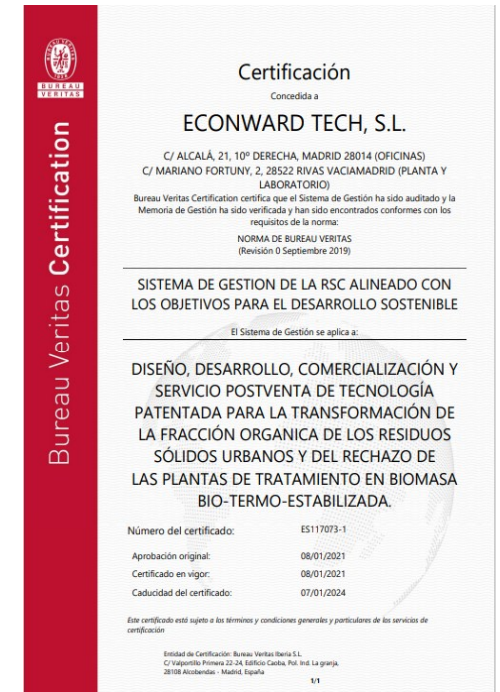 BUREAU
VERITAS
Bureau Veritas Certification
Certificación
Concedida a
ECONWARD TECH, S.L.
C/ ALCALÁ, 21, 10º DERECHA, MADRID 28014 (OFICINAS)
C/ MARIANO FORTUNY, 2, 28522 RIVAS VACIAMADRID (PLANTA Y
LABORATORIO)
Bureau Veritas Certification certifica que el Sistema de Gestión ha sido auditado y la
Memoria de Gestión ha sido verificada y han sido encontrados conformes con los
requisitos de la norma:
NORMA DE BUREAU VERITAS
(Revisión 0 Septiembre 2019)
SISTEMA DE GESTION DE LA RSC ALINEADO CON
LOS OBJETIVOS PARA EL DESARROLLO SOSTENIBLE
El Sistema de Gestión se aplica a:
DISEÑO, DESARROLLO, COMERCIALIZACIÓN Y
SERVICIO POSTVENTA DE TECNOLOGÍA
PATENTADA PARA LA TRANSFORMACIÓN DE
LA FRACCIÓN ORGANICA DE LOS RESIDUOS
SÓLIDOS URBANOS Y DEL RECHAZO DE
LAS PLANTAS DE TRATAMIENTO EN BIOMASA
BIO-TERMO-ESTABILIZADA.
Número del certificado: ES117073-1
Aprobación original: 08/01/2021
Certificado en vigor: 08/01/2021
Caducidad del certificado: 07/01/2024
Este certificado está sujeto a los términos y condiciones generales y particulares de los servicios de
certificación
Entidad de Certificación: Bureau Veritas Iberia S.L.
C/ Valportillo Primera 22-24, Edificio Caoba, Pol. Ind. La granja,
28108 Alcobendas - Madrid, España
1/1